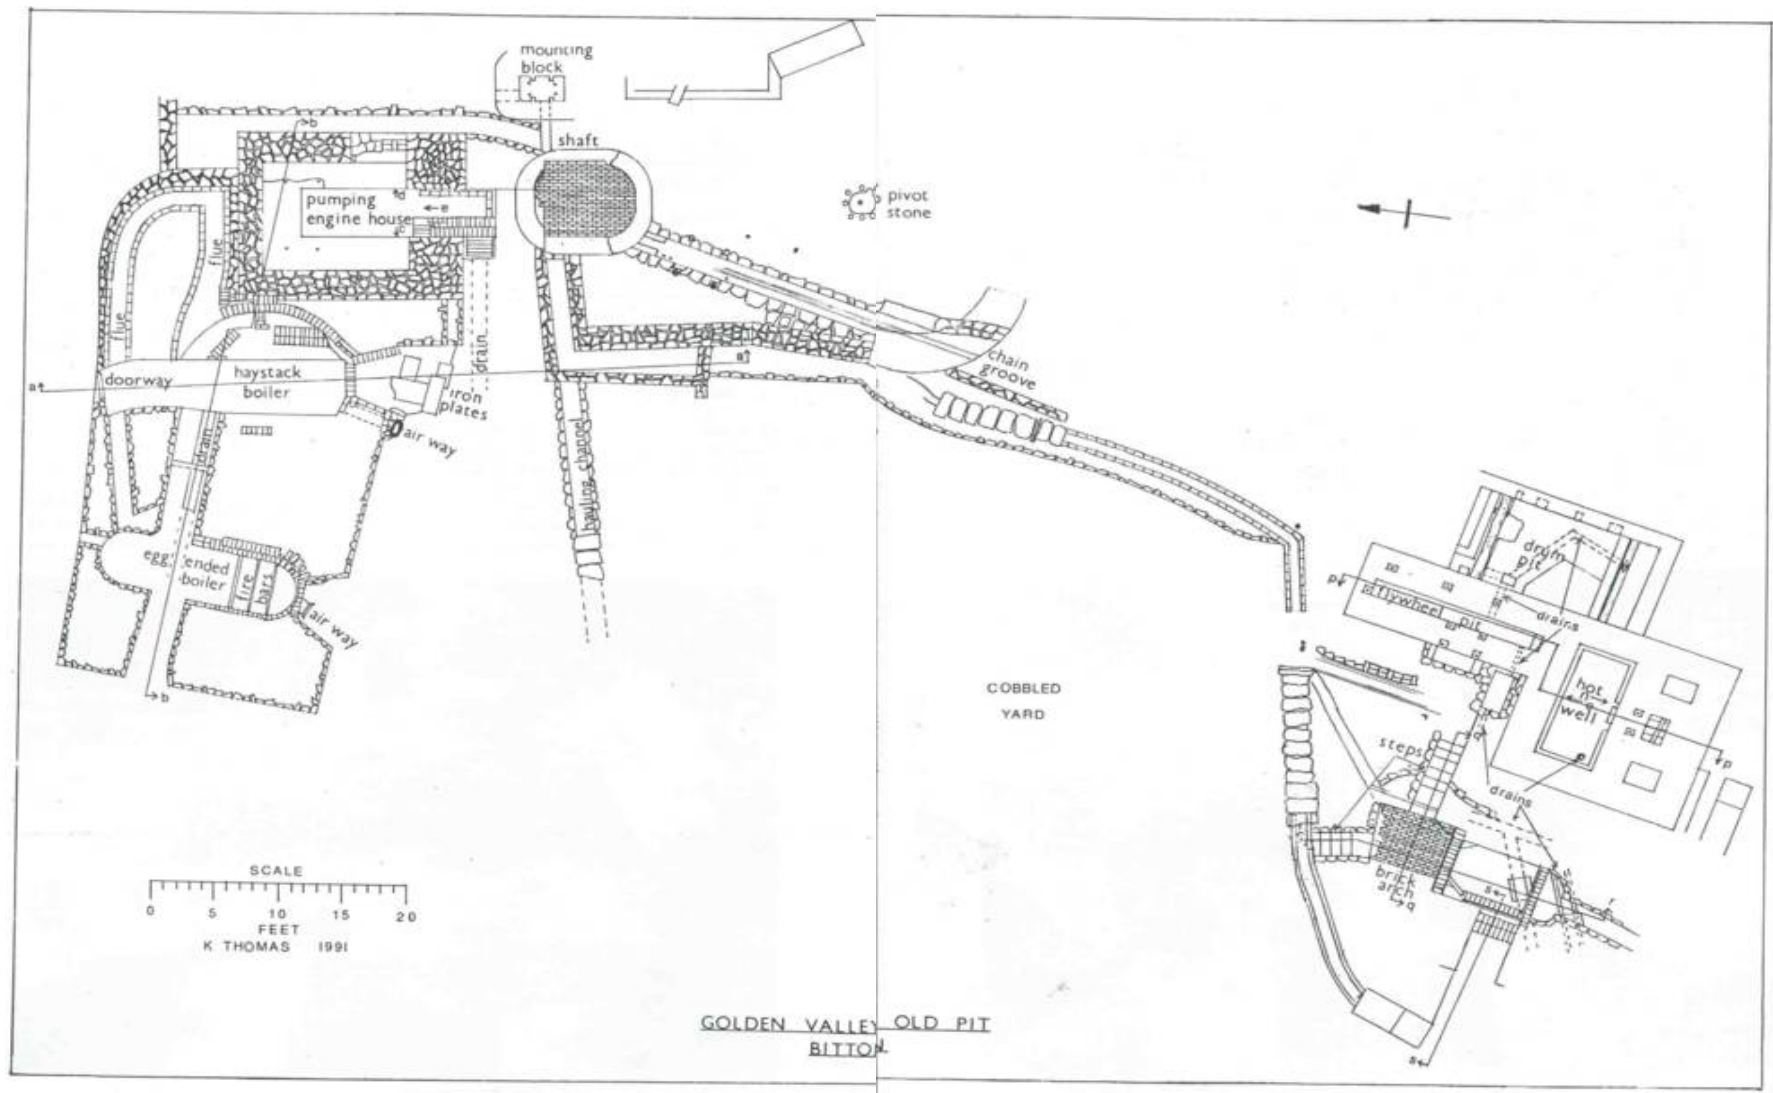 mounting
block
b
shaft
pumping
engine house
d
e
c
pivot
stone
flue
flue
drain
chain
groove
a
a
doorway
haystack
boiler
iron
plates
air way
drain
hauling channel
egg ended
boiler
fire
bars
air way
b
drum
pit
p
flywheel pit
drains
hot
well
p
COBBLED
YARD
steps
q
drains
brick
arch
q
s
r
s
SCALE
0 5 10 15 20
FEET
K THOMAS 1991
GOLDEN VALLEY OLD PIT
BITTON